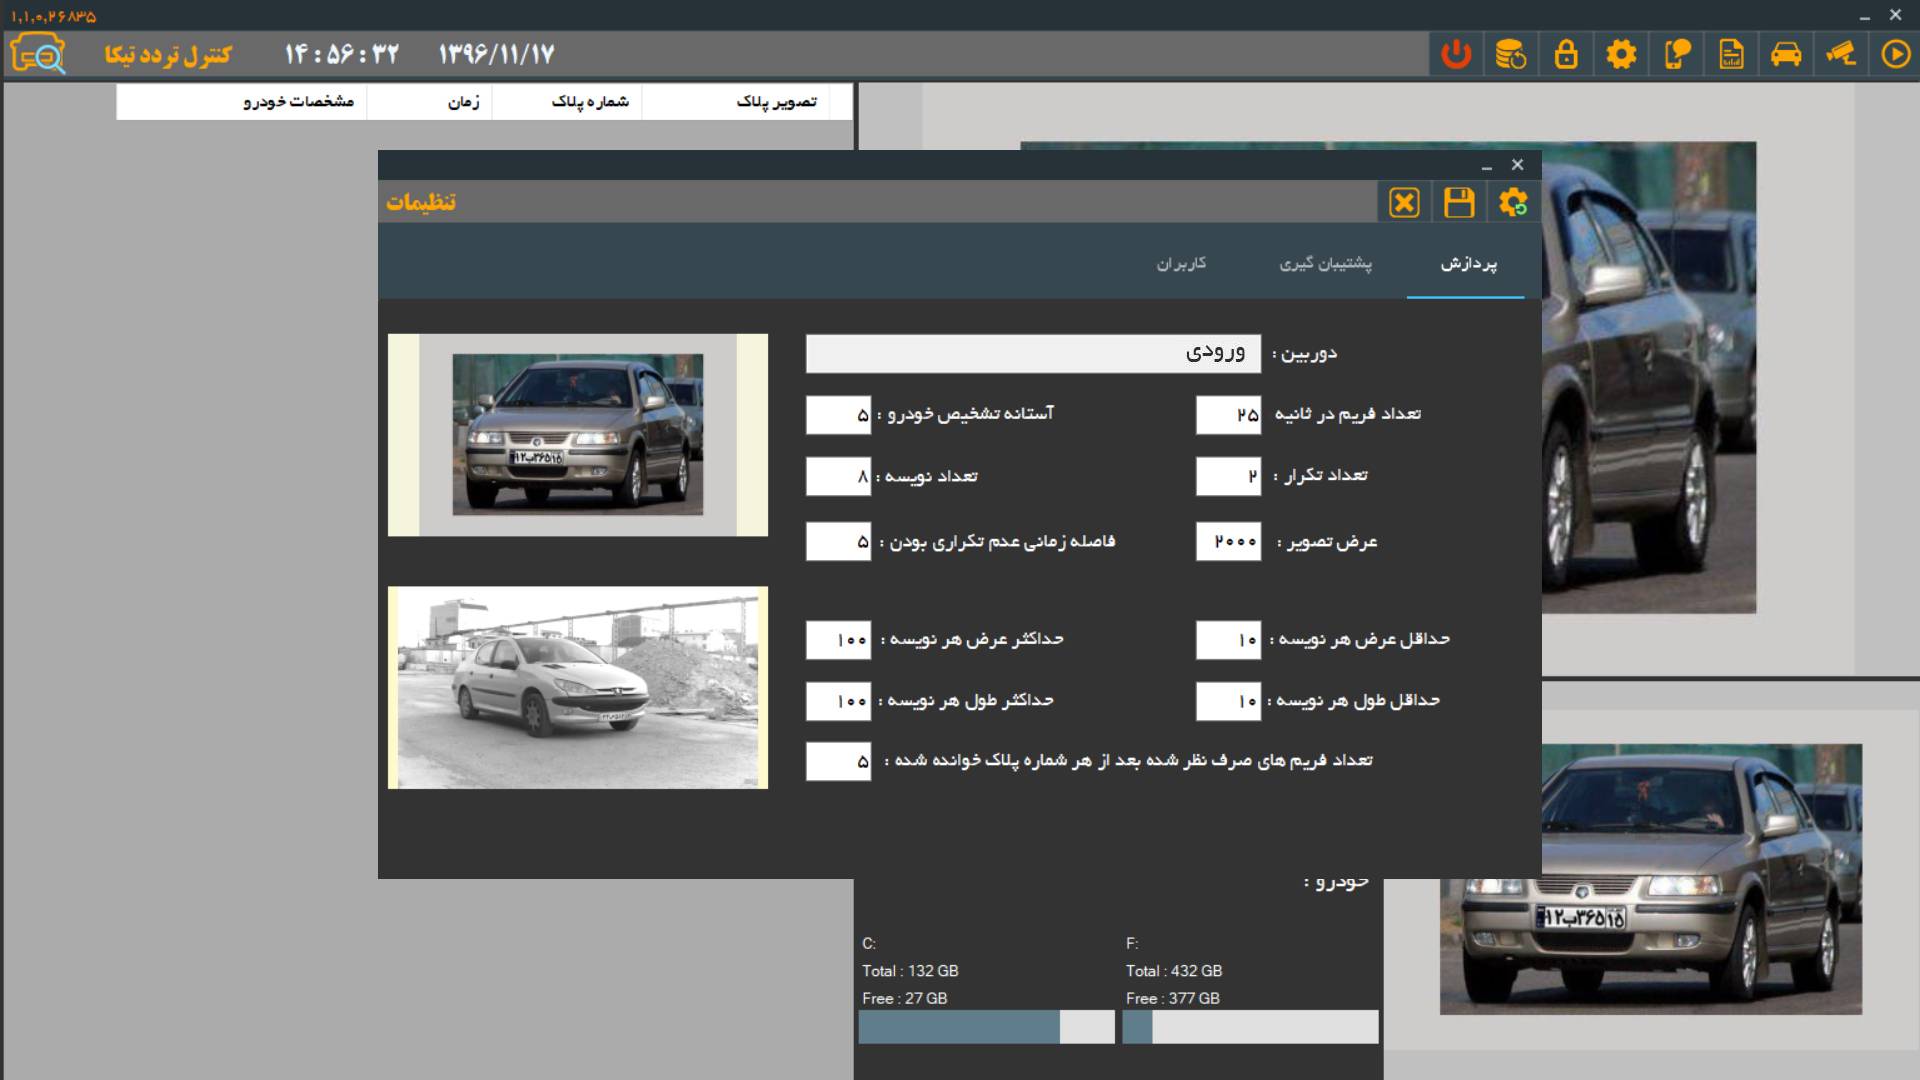 ۱,۱,۰,۲۶۸۳۵
کنترل تردد تیکا ۱۴:۵۶:۳۲ ۱۳۹۶/۱۱/۱۷
تصویر پلاک شماره پلاک زمان مشخصات خودرو
تنظیمات
پردازش پشتیبان گیری کاربران
دوربین : ورودی
تعداد فریم در ثانیه ۲۵ آستانه تشخیص خودرو : ۵
تعداد تکرار : ۲ تعداد نویسه : ۸
عرض تصویر : ۲۰۰۰ فاصله زمانی عدم تکراری بودن : ۵
حداقل عرض هر نویسه : ۱۰ حداکثر عرض هر نویسه : ۱۰۰
حداقل طول هر نویسه : ۱۰ حداکثر طول هر نویسه : ۱۰۰
تعداد فریم های صرف نظر شده بعد از هر شماره پلاک خوانده شده : ۵
۱۲ب۳۶۵ ۱۵
خودرو :
C: F:
Total : 132 GB Total : 432 GB
Free : 27 GB Free : 377 GB
۱۲ب۳۶۵ ۱۵